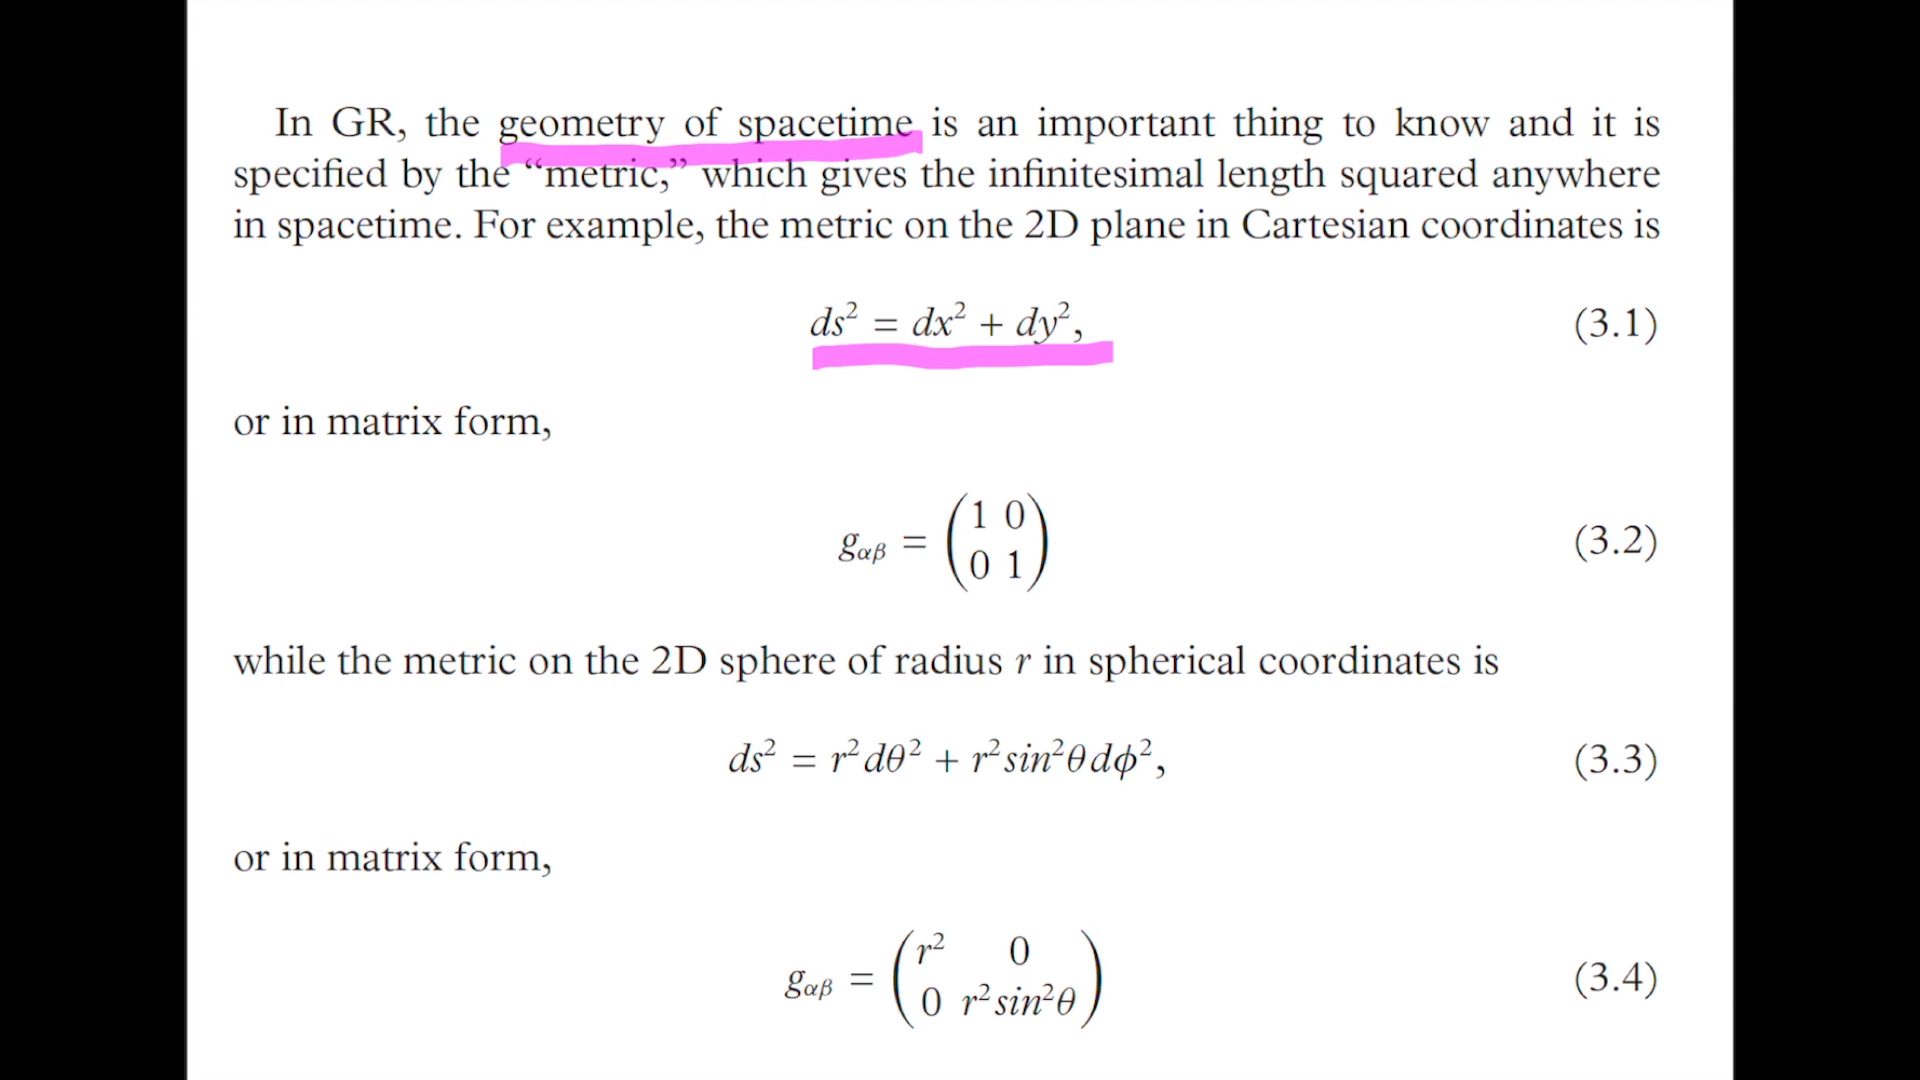 In GR, the geometry of spacetime is an important thing to know and it is
specified by the “metric,” which gives the infinitesimal length squared anywhere
in spacetime. For example, the metric on the 2D plane in Cartesian coordinates is
ds² = dx² + dy², (3.1)
or in matrix form,
gαβ = (1 0
0 1) (3.2)
while the metric on the 2D sphere of radius r in spherical coordinates is
ds² = r²dθ² + r²sin²θdϕ², (3.3)
or in matrix form,
gαβ = (r² 0
0 r²sin²θ) (3.4)